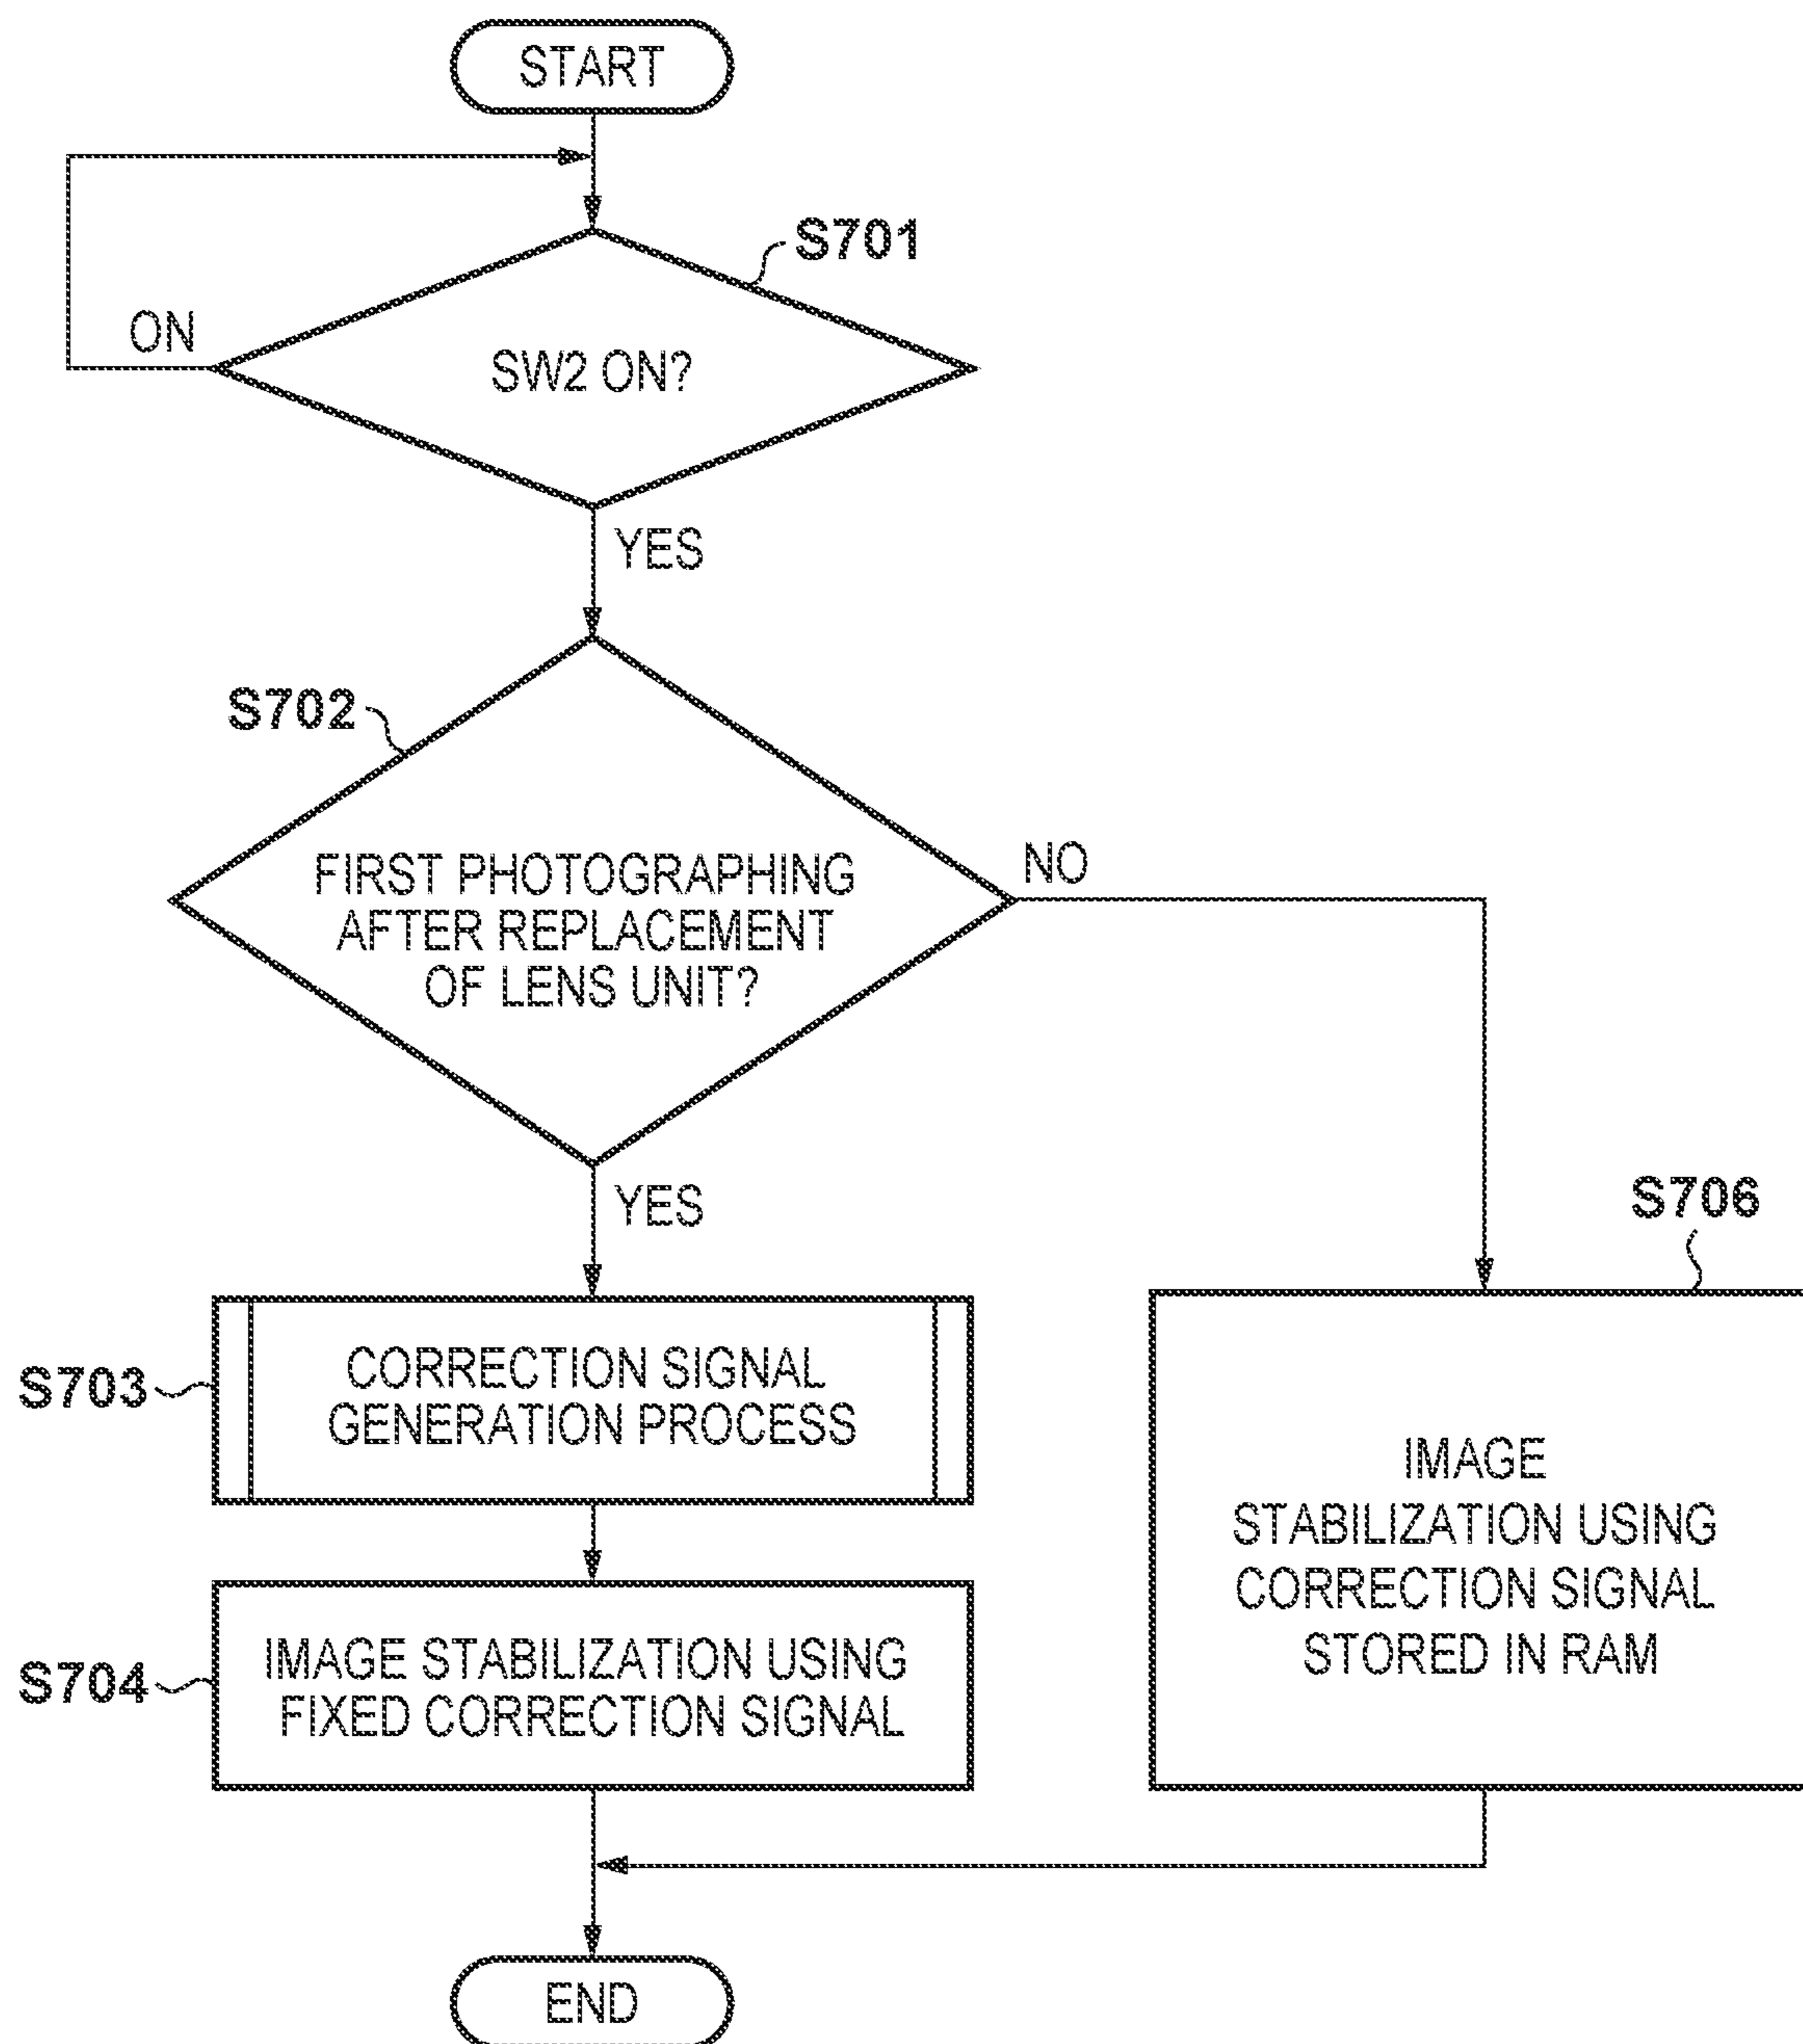 START
S701
ON
SW2 ON?
YES
S702
FIRST PHOTOGRAPHING
AFTER REPLACEMENT
OF LENS UNIT?
NO
YES
S706
S703
CORRECTION SIGNAL
GENERATION PROCESS
IMAGE
STABILIZATION USING
CORRECTION SIGNAL
STORED IN RAM
S704
IMAGE STABILIZATION USING
FIXED CORRECTION SIGNAL
END